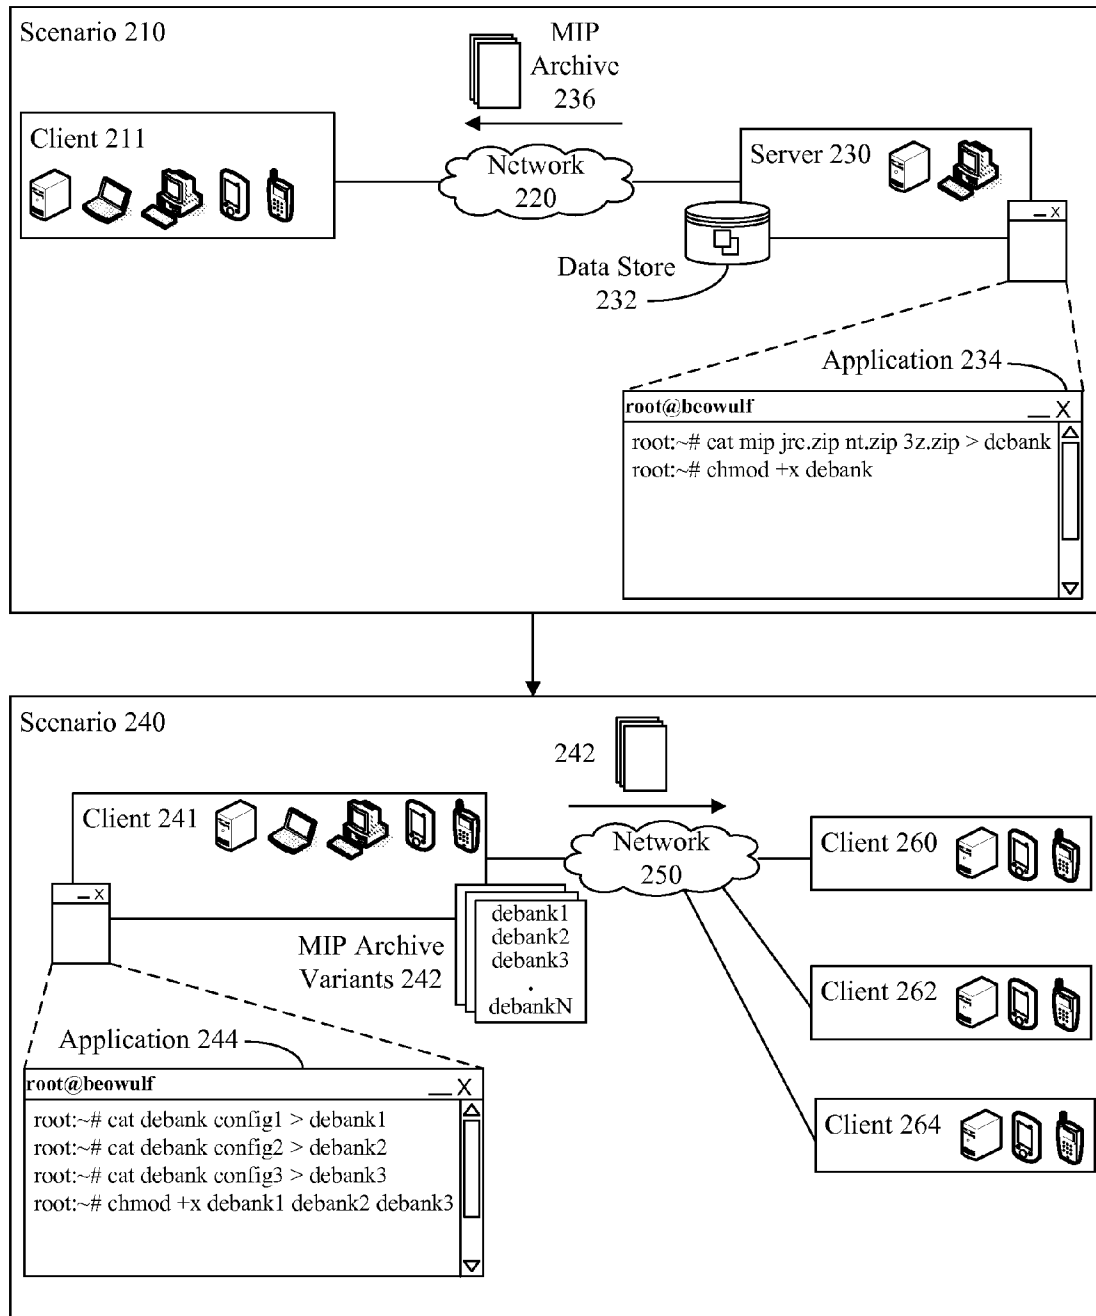 Scenario 210
MIP
Archive
236
Client 211
Network
220
Server 230
_ X
Data Store
232
Application 234
root@beowulf
_ X
root:~# cat mip jre.zip nt.zip 3z.zip > debank
root:~# chmod +x debank
Scenario 240
242
Client 241
Network
250
Client 260
_ X
debank1
debank2
debank3
.
debankN
MIP Archive
Variants 242
Client 262
Application 244
root@beowulf
_ X
root:~# cat debank config1 > debank1
root:~# cat debank config2 > debank2
root:~# cat debank config3 > debank3
root:~# chmod +x debank1 debank2 debank3
Client 264